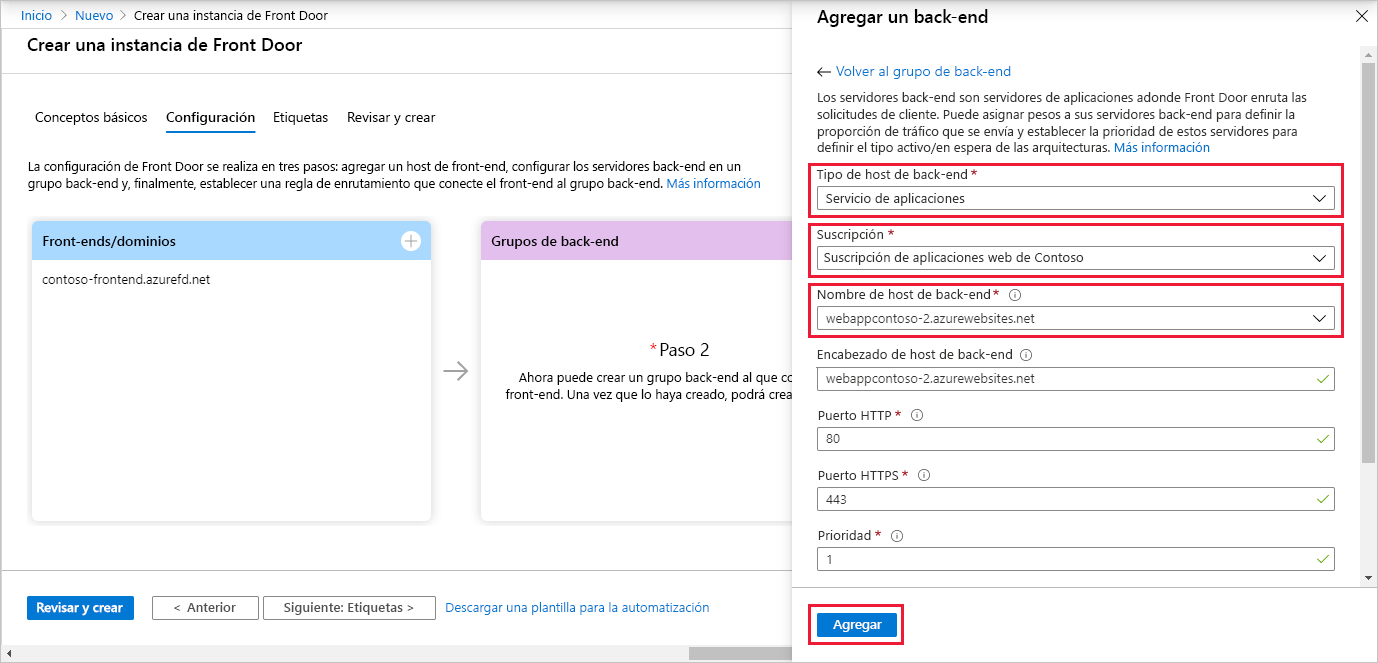 Inicio > Nuevo > Crear una instancia de Front Door
Crear una instancia de Front Door
Conceptos básicos Configuración Etiquetas Revisar y crear
La configuración de Front Door se realiza en tres pasos: agregar un host de front-end, configurar los servidores back-end en un
grupo back-end y, finalmente, establecer una regla de enrutamiento que conecte el front-end al grupo back-end. Más información
Front-ends/dominios
contoso-frontend.azurefd.net
Grupos de back-end
*Paso 2
Ahora puede crear un grupo back-end al que co
front-end. Una vez que lo haya creado, podrá crea
Revisar y crear
< Anterior
Siguiente: Etiquetas >
Descargar una plantilla para la automatización
Agregar un back-end
Volver al grupo de back-end
Los servidores back-end son servidores de aplicaciones adonde Front Door enruta las
solicitudes de cliente. Puede asignar pesos a sus servidores back-end para definir la
proporción de tráfico que se envía y establecer la prioridad de estos servidores para
definir el tipo activo/en espera de las arquitecturas. Más información
Tipo de host de back-end *
Servicio de aplicaciones
Suscripción *
Suscripción de aplicaciones web de Contoso
Nombre de host de back-end*
webappcontoso-2.azurewebsites.net
Encabezado de host de back-end
webappcontoso-2.azurewebsites.net
Puerto HTTP *
80
Puerto HTTPS *
443
Prioridad *
1
Agregar